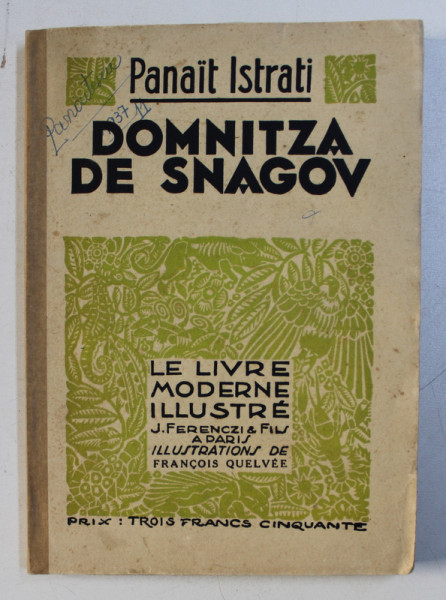 Panaït Istrati
DOMNITZA
DE SNAGOV
LE LIVRE
MODERNE
ILLUSTRÉ
J. FERENCZI & FILS
A PARIS
ILLUSTRATIONS DE
FRANÇOIS QUELVÉE
PRIX : TROIS FRANCS CINQUANTE